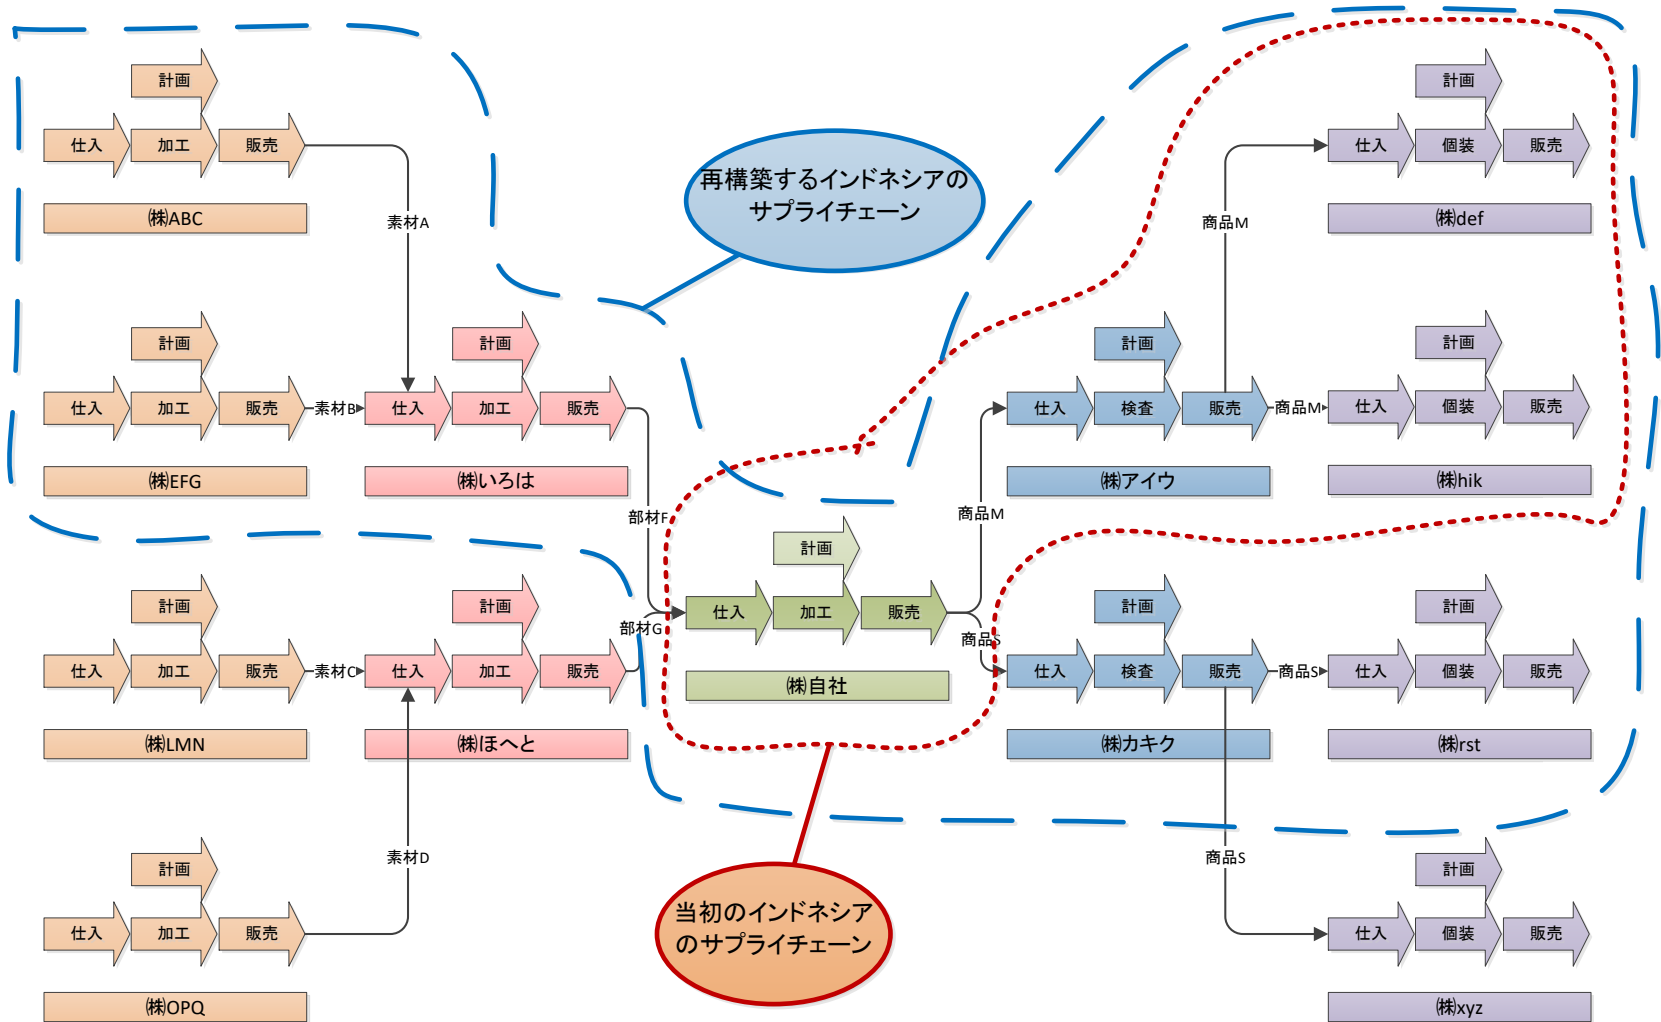 計画
仕入
加工
販売
㈱ABC
素材A
再構築するインドネシアの
サプライチェーン
商品M
計画
仕入
個装
販売
㈱def
計画
仕入
加工
販売
㈱EFG
素材B
計画
仕入
加工
販売
㈱いろは
部材F
計画
仕入
検査
販売
㈱アイウ
商品M
商品M
計画
仕入
個装
販売
㈱hik
計画
仕入
加工
販売
㈱自社
計画
仕入
加工
販売
㈱LMN
素材C
計画
仕入
加工
販売
㈱ほへと
部材G
商品S
計画
仕入
検査
販売
㈱カキク
商品S
計画
仕入
個装
販売
㈱rst
計画
仕入
加工
販売
㈱OPQ
素材D
当初のインドネシア
のサプライチェーン
商品S
計画
仕入
個装
販売
㈱xyz